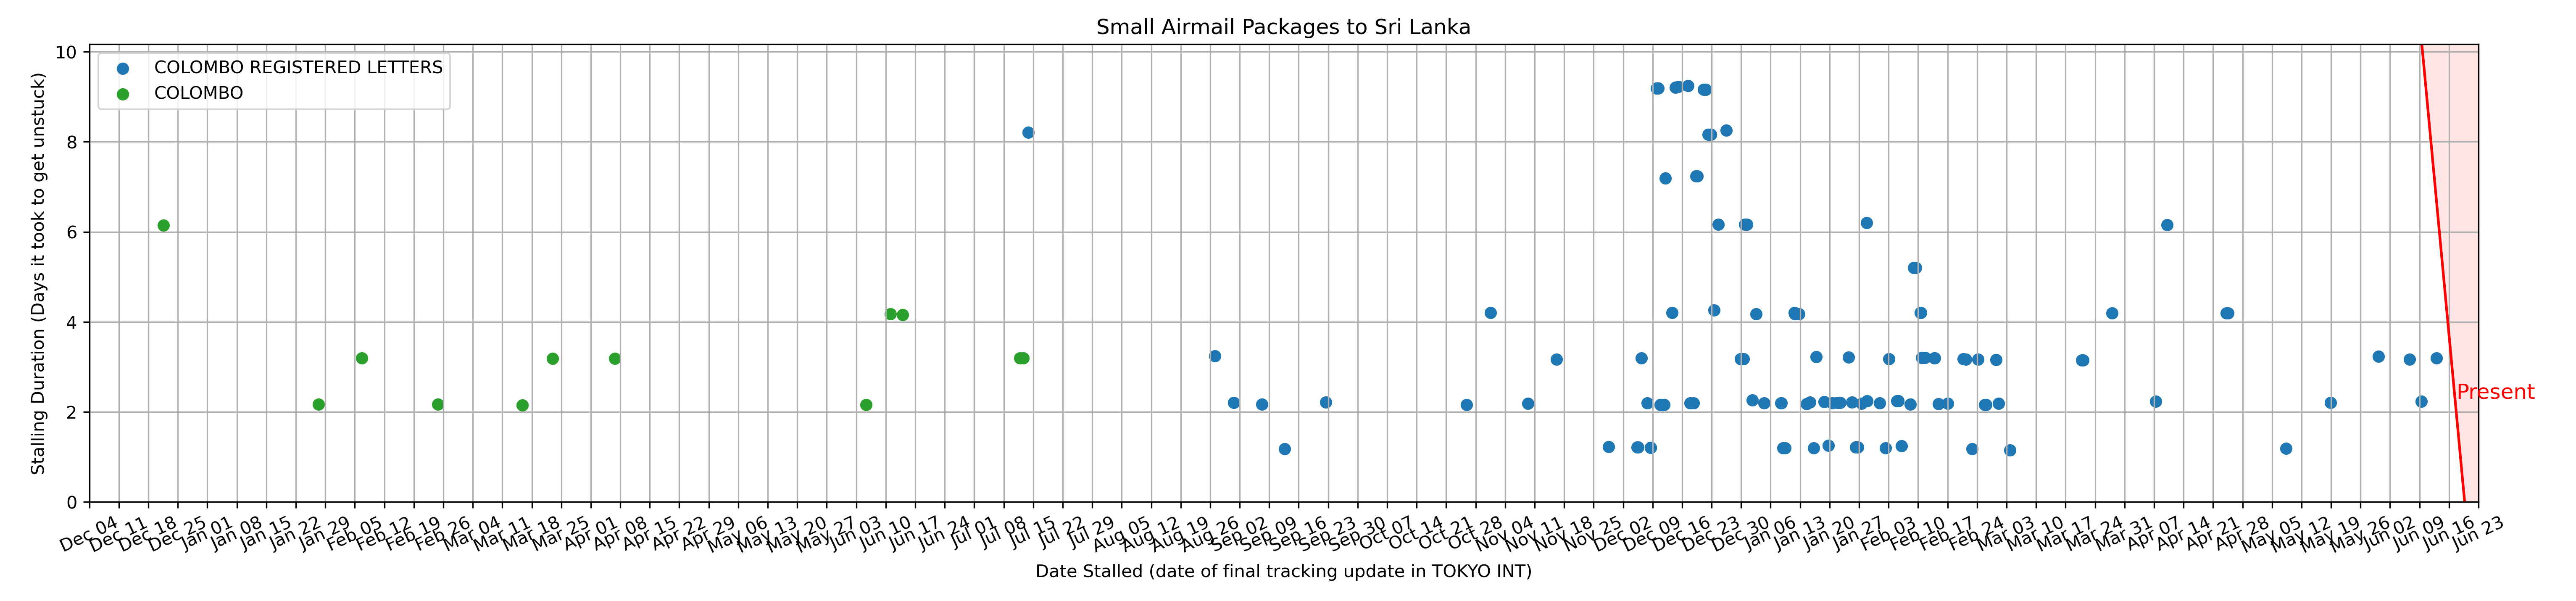 Small Airmail Packages to Sri Lanka
COLOMBO REGISTERED LETTERS
COLOMBO
Stalling Duration (Days it took to get unstuck)
10
8
6
4
2
0
Present
Dec 04 Dec 11 Dec 18 Dec 25 Jan 01 Jan 08 Jan 15 Jan 22 Jan 29 Feb 05 Feb 12 Feb 19 Feb 26 Mar 04 Mar 11 Mar 18 Mar 25 Apr 01 Apr 08 Apr 15 Apr 22 Apr 29 May 06 May 13 May 20 May 27 Jun 03 Jun 10 Jun 17 Jun 24 Jul 01 Jul 08 Jul 15 Jul 22 Jul 29 Aug 05 Aug 12 Aug 19 Aug 26 Sep 02 Sep 09 Sep 16 Sep 23 Sep 30 Oct 07 Oct 14 Oct 21 Oct 28 Nov 04 Nov 11 Nov 18 Nov 25 Dec 02 Dec 09 Dec 16 Dec 23 Dec 30 Jan 06 Jan 13 Jan 20 Jan 27 Feb 03 Feb 10 Feb 17 Feb 24 Mar 03 Mar 10 Mar 17 Mar 24 Mar 31 Apr 07 Apr 14 Apr 21 Apr 28 May 05 May 12 May 19 May 26 Jun 02 Jun 09 Jun 16 Jun 23
Date Stalled (date of final tracking update in TOKYO INT)